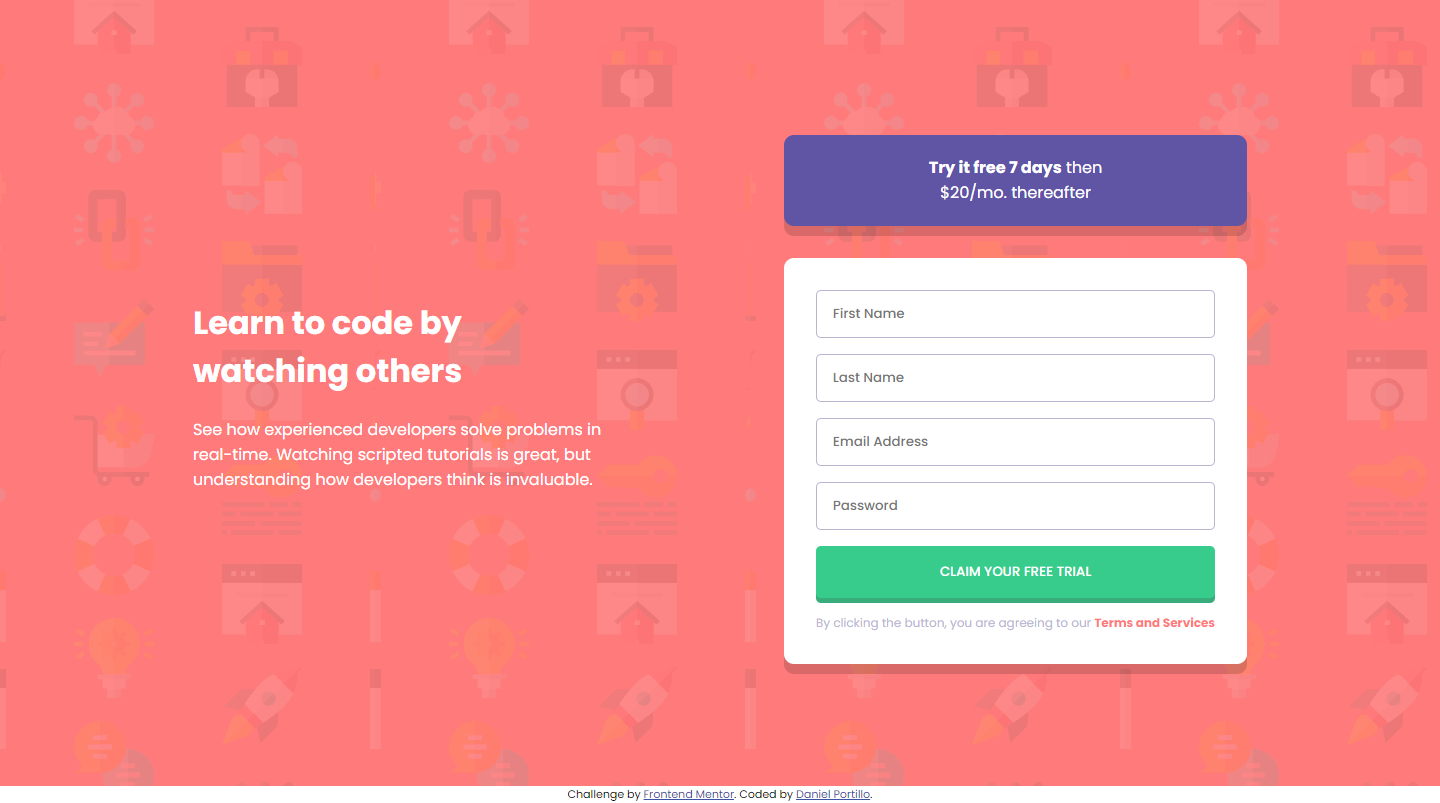 Learn to code by
watching others
See how experienced developers solve problems in
real-time. Watching scripted tutorials is great, but
understanding how developers think is invaluable.
Try it free 7 days then
$20/mo. thereafter
First Name
Last Name
Email Address
Password
CLAIM YOUR FREE TRIAL
By clicking the button, you are agreeing to our Terms and Services
Challenge by Frontend Mentor. Coded by Daniel Portillo.